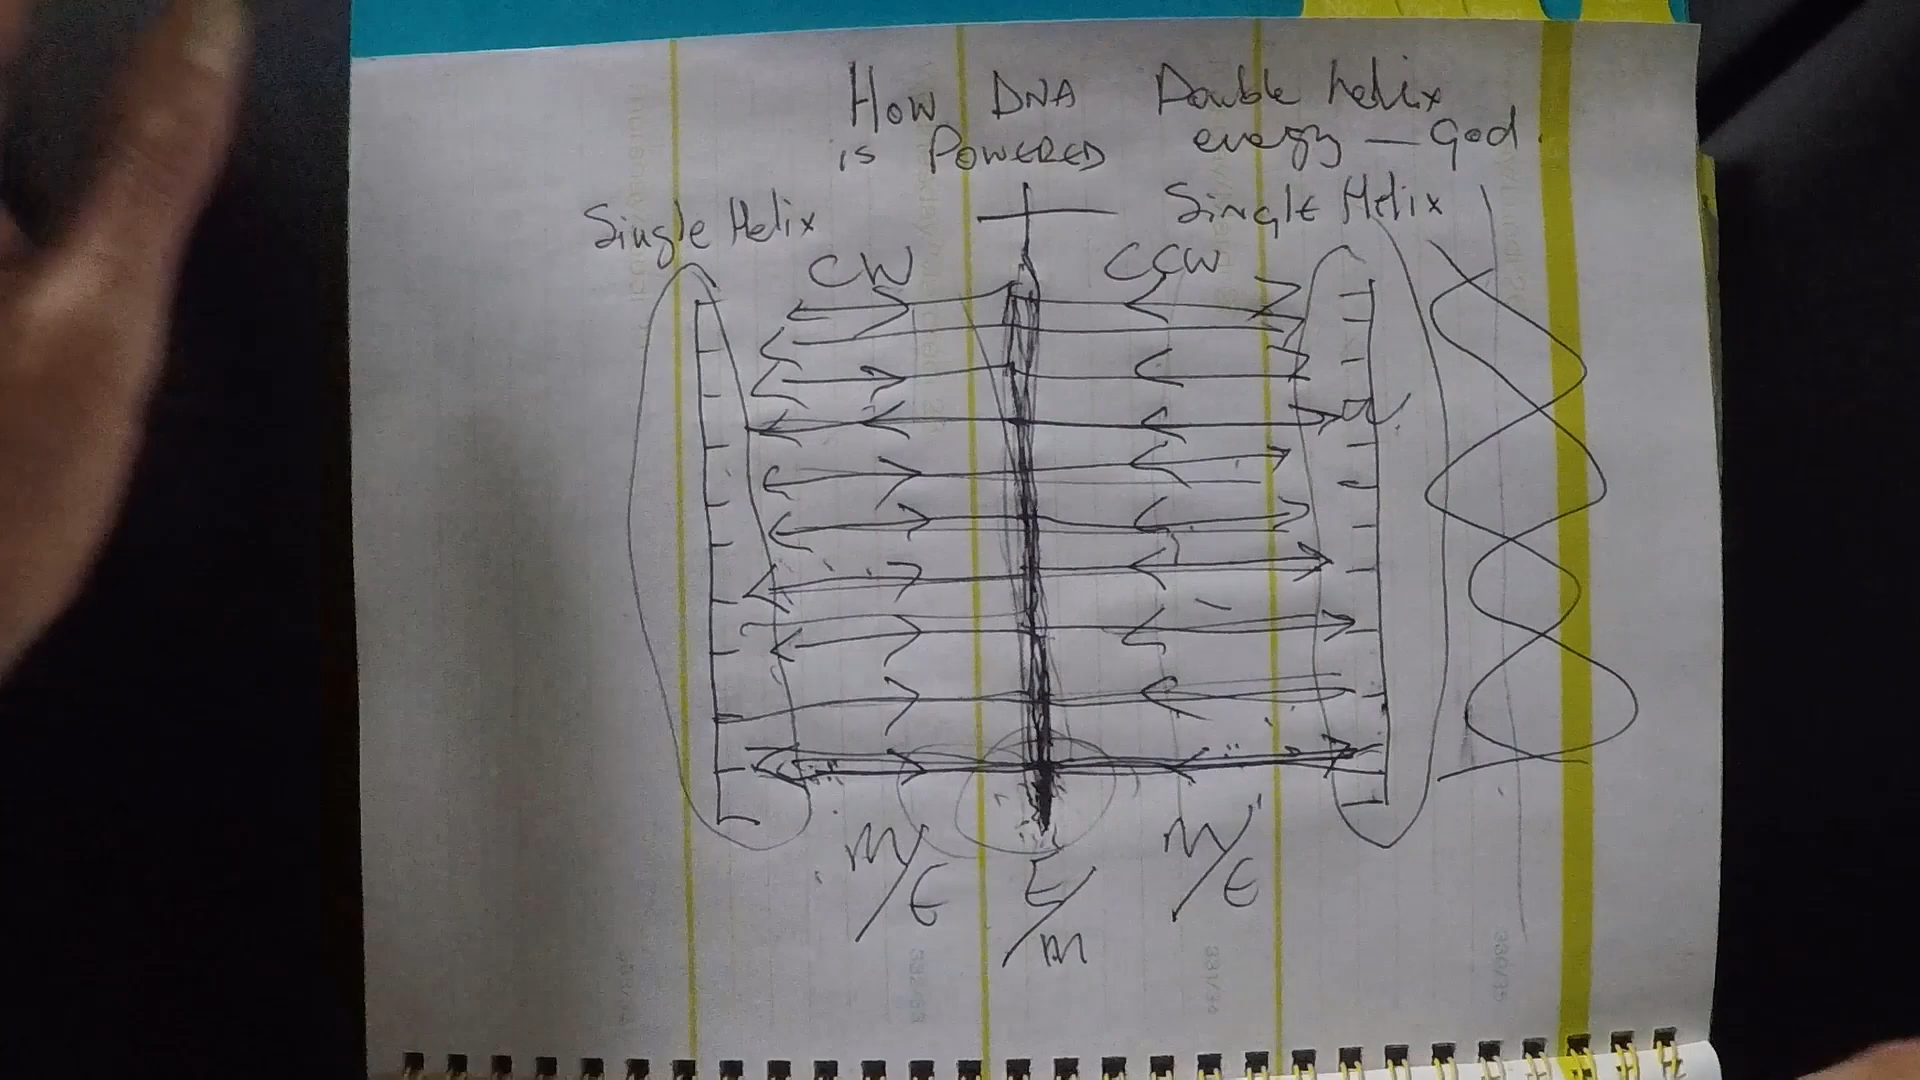 How DNA Double helix
is POWERED energy — God.
Single Helix
Single Helix
CW
CCW
m/E
E/m
m/E